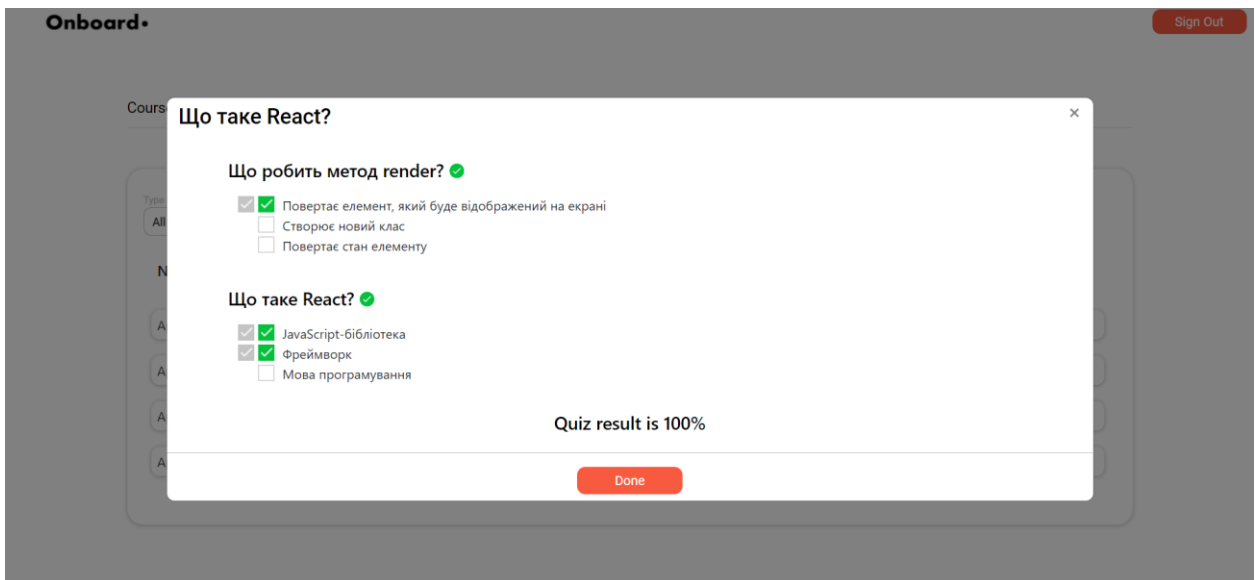 Onboard•
Sign Out
Cours
Що таке React?
×
Що робить метод render?
Type
All
Повертає елемент, який буде відображений на екрані
Створює новий клас
Повертає стан елементу
N
Що таке React?
A
JavaScript-бібліотека
Фреймворк
A
Мова програмування
A
Quiz result is 100%
A
Done